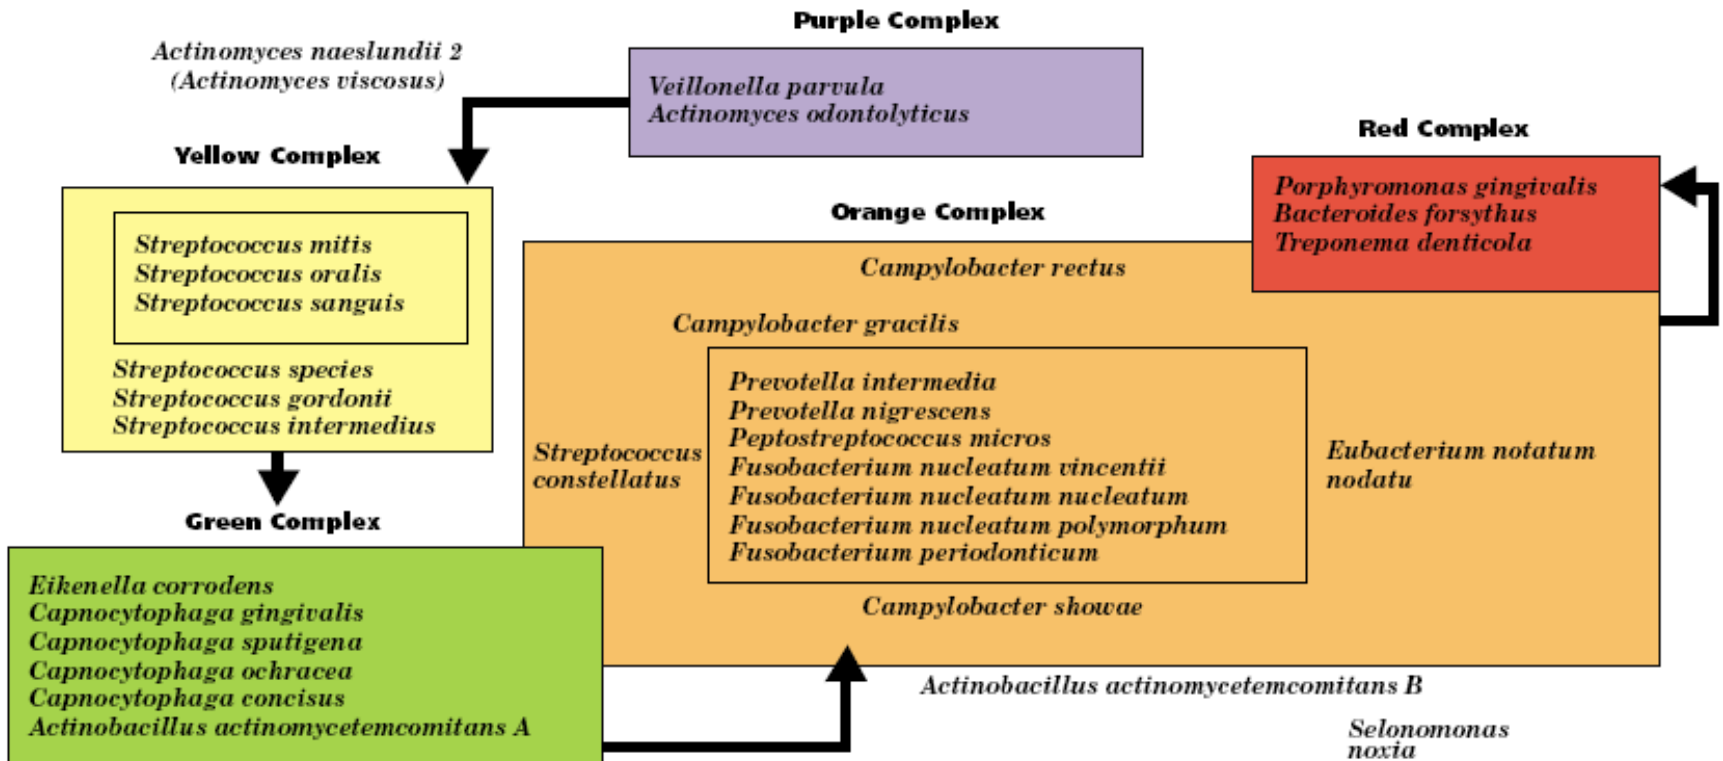 Purple Complex
Actinomyces naeslundii 2
(Actinomyces viscosus)
Veillonella parvula
Actinomyces odontolyticus
Red Complex
Yellow Complex
Porphyromonas gingivalis
Bacteroides forsythus
Treponema denticola
Orange Complex
Streptococcus mitis
Streptococcus oralis
Streptococcus sanguis
Streptococcus species
Streptococcus gordonii
Streptococcus intermedius
Campylobacter rectus
Campylobacter gracilis
Prevotella intermedia
Prevotella nigrescens
Peptostreptococcus micros
Fusobacterium nucleatum vincentii
Fusobacterium nucleatum nucleatum
Fusobacterium nucleatum polymorphum
Fusobacterium periodonticum
Streptococcus
constellatus
Eubacterium notatum
nodatu
Campylobacter showae
Green Complex
Eikenella corrodens
Capnocytophaga gingivalis
Capnocytophaga sputigena
Capnocytophaga ochracea
Capnocytophaga concisus
Actinobacillus actinomycetemcomitans A
Actinobacillus actinomycetemcomitans B
Selonomonas
noxia